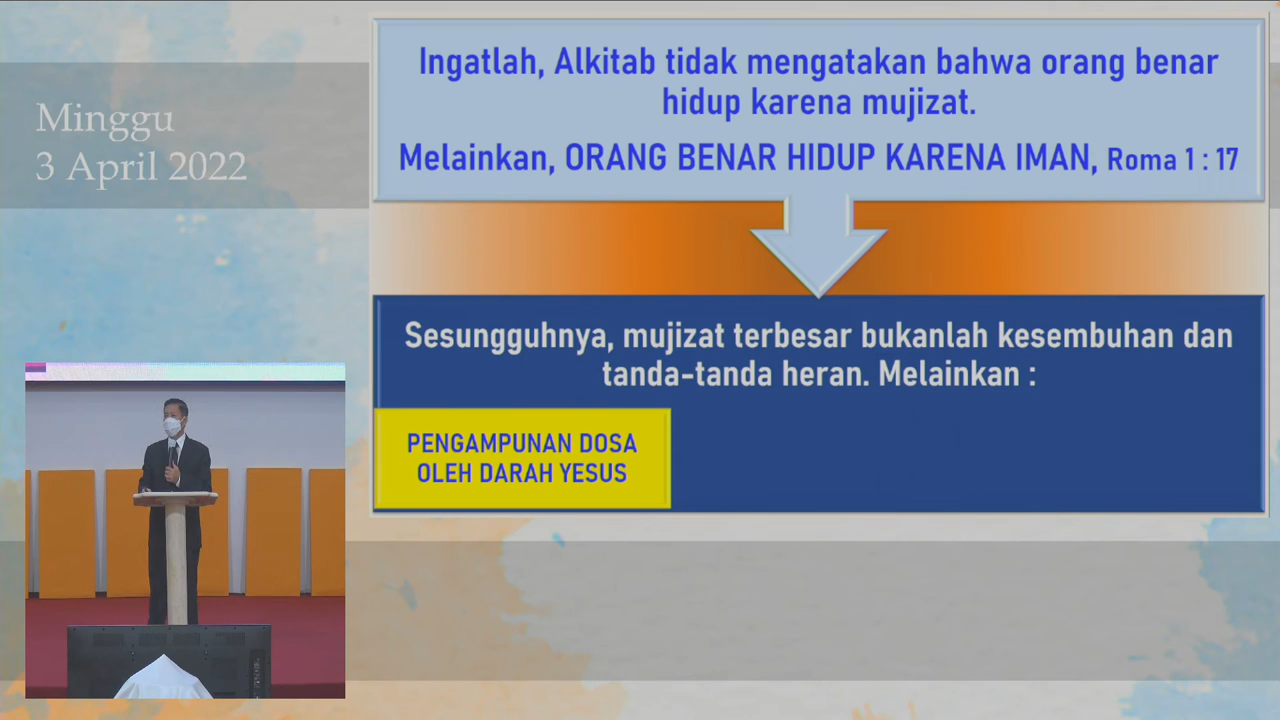 Minggu
3 April 2022
Ingatlah, Alkitab tidak mengatakan bahwa orang benar
hidup karena mujizat.
Melainkan, ORANG BENAR HIDUP KARENA IMAN, Roma 1 : 17
Sesungguhnya, mujizat terbesar bukanlah kesembuhan dan
tanda-tanda heran. Melainkan :
PENGAMPUNAN DOSA
OLEH DARAH YESUS